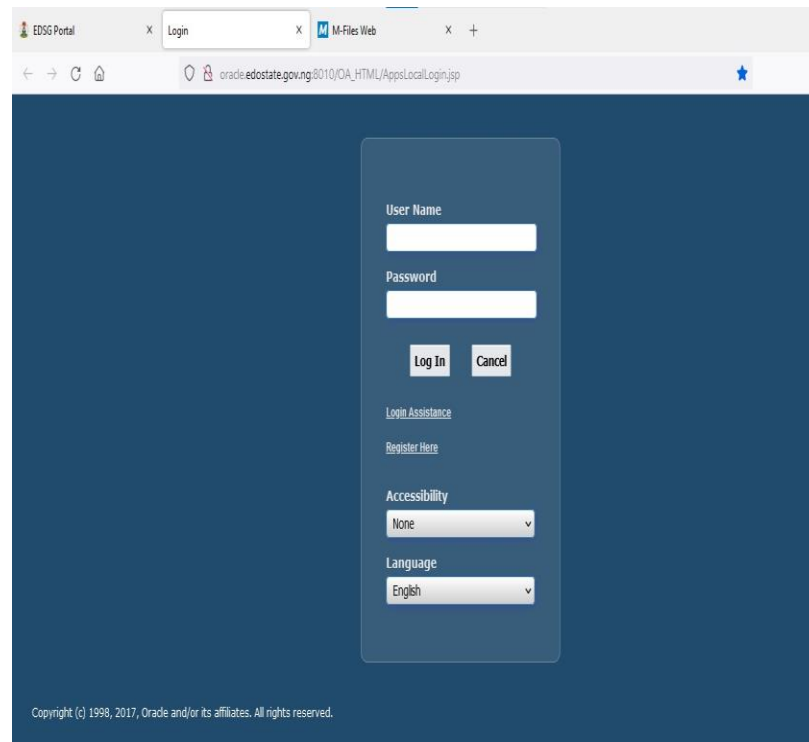 EDSG Portal X Login X M M-Files Web X +
oracle.edostate.gov.ng:8010/OA_HTML/AppsLocalLogin.jsp
User Name
Password
Log In Cancel
Login Assistance
Register Here
Accessibility
None
Language
English
Copyright (c) 1998, 2017, Oracle and/or its affiliates. All rights reserved.